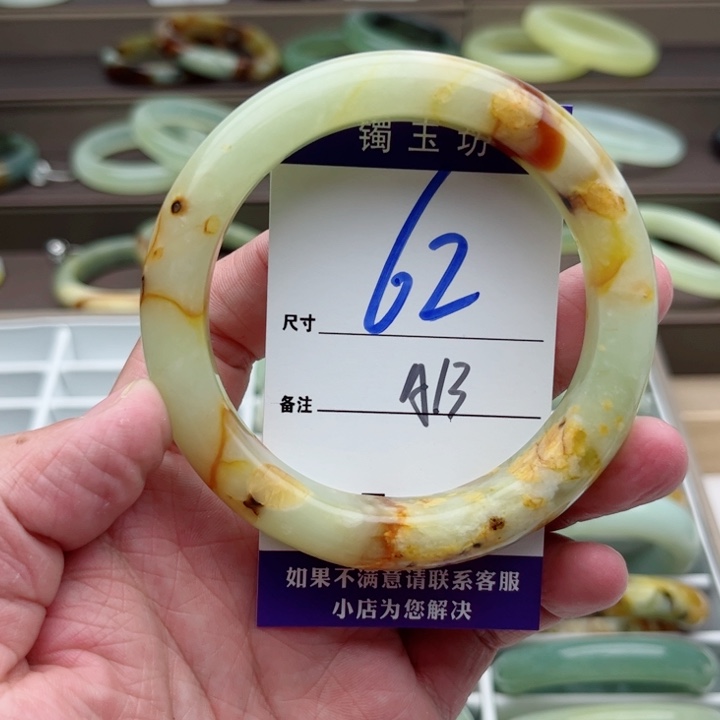 镯玉坊
62
尺寸
A13
备注
如果不满意请联系客服
小店为您解决